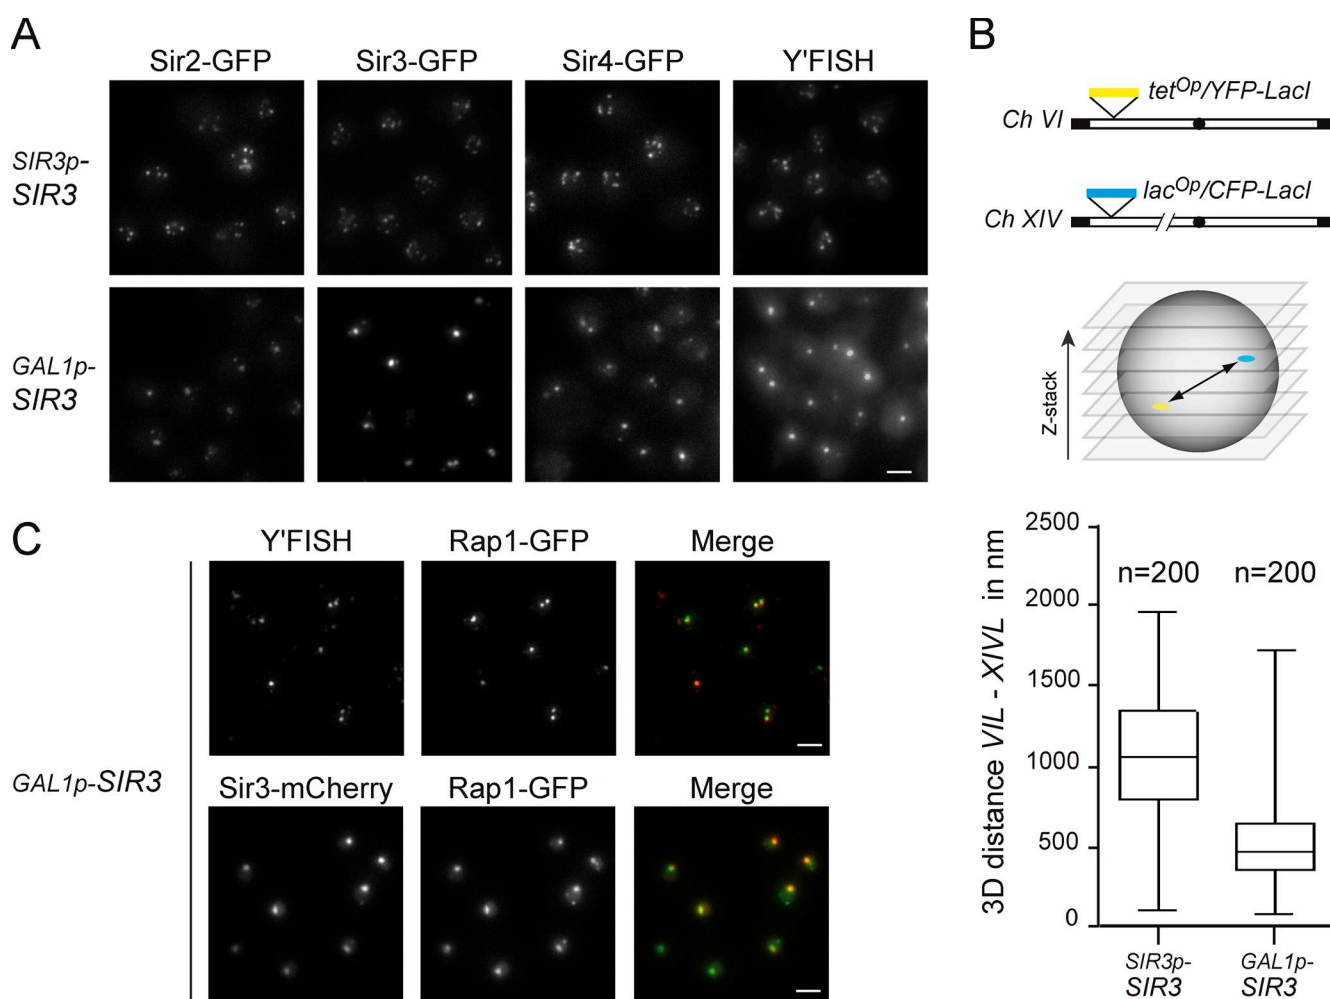 A
Sir2-GFP
Sir3-GFP
Sir4-GFP
Y'FISH
SIR3p-
SIR3
GAL1p-
SIR3
B
tetOp/YFP-LacI
Ch VI
lacOp/CFP-LacI
Ch XIV
Z-stack
C
Y'FISH
Rap1-GFP
Merge
GAL1p-SIR3
Sir3-mCherry
Rap1-GFP
Merge
3D distance VIL - XIVL in nm
2500
2000
1500
1000
500
0
n=200
n=200
SIR3p-
SIR3
GAL1p-
SIR3